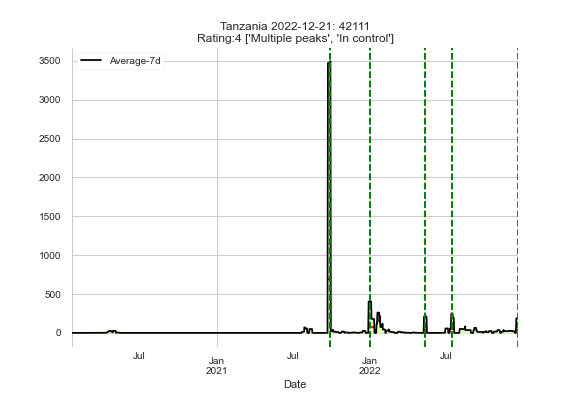 Tanzania 2022-12-21: 42111
Rating:4 ['Multiple peaks', 'In control']
Average-7d
3500
3000
2500
2000
1500
1000
500
0
Jul
Jan
2021
Jul
Jan
2022
Jul
Date